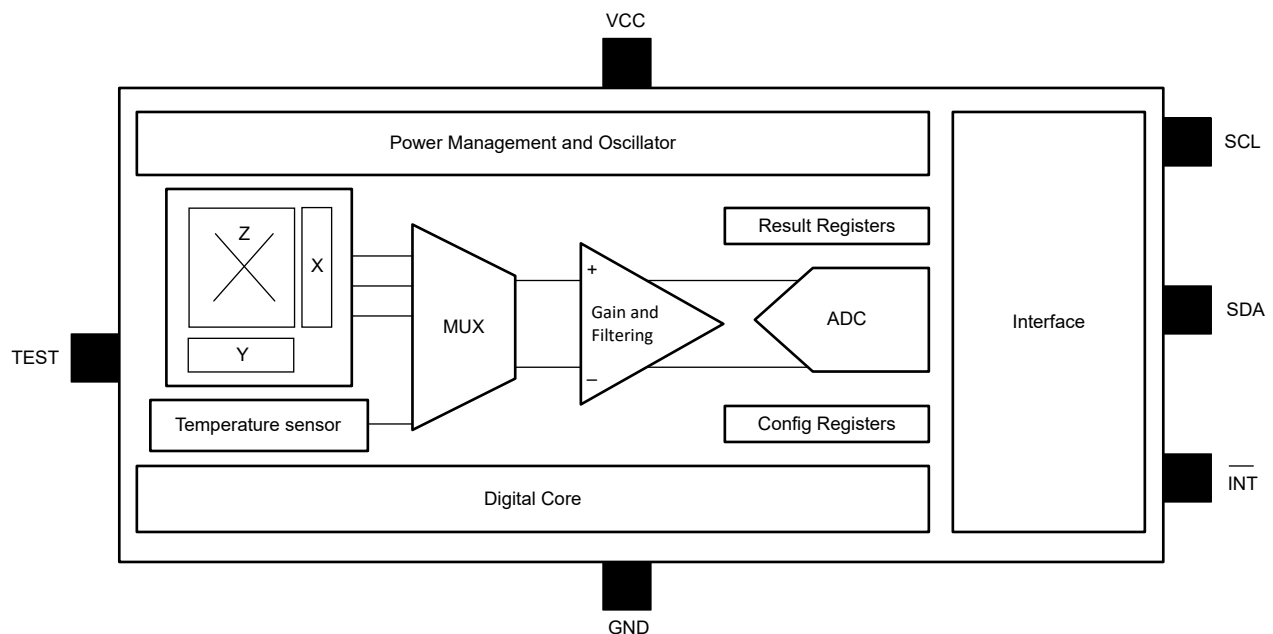 VCC
Power Management and Oscillator
SCL
Result Registers
Z
X
+
MUX
Gain and
Filtering
ADC
Interface
SDA
TEST
Y
–
Temperature sensor
Config Registers
INT
Digital Core
GND